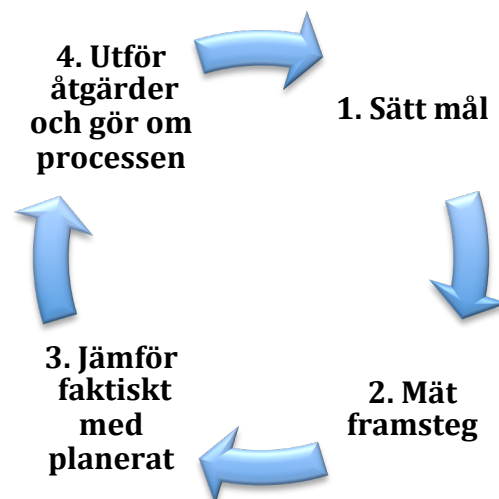 1. Sätt mål
2. Mät
framsteg
3. Jämför
faktiskt
med
planerat
4. Utför
åtgärder
och gör om
processen